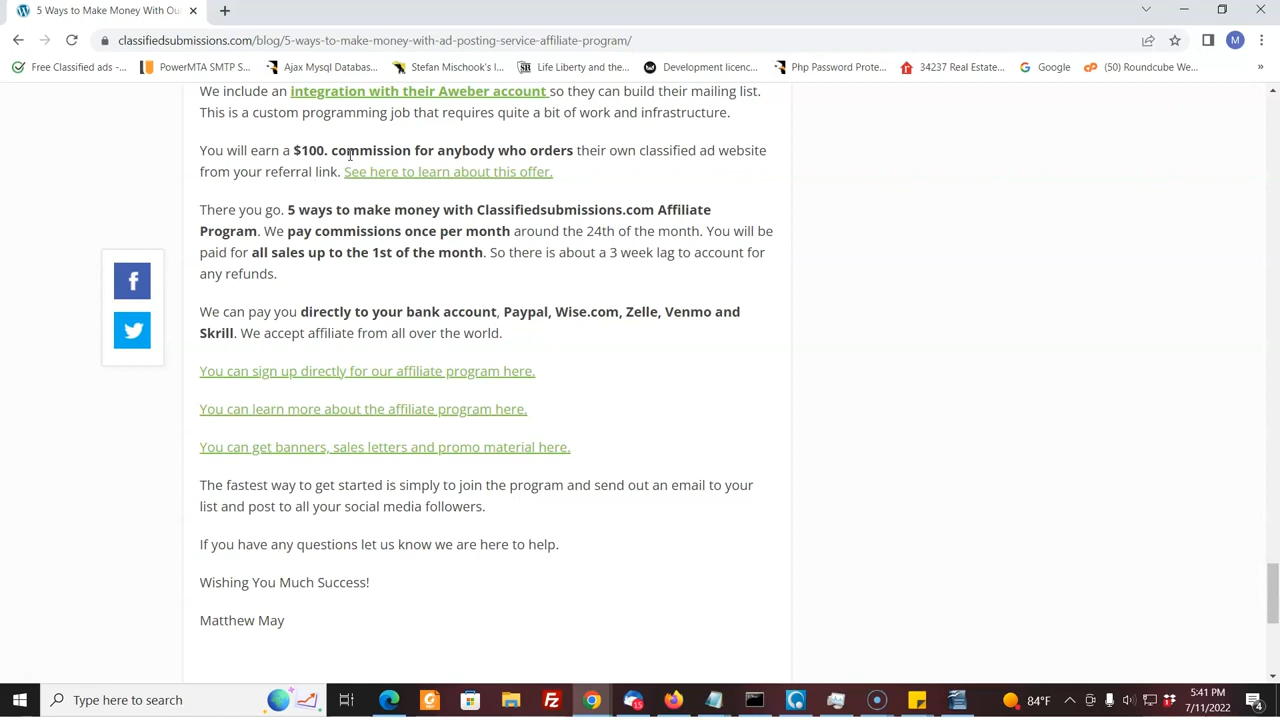 5 Ways to Make Money With Ou
classifiedsubmissions.com/blog/5-ways-to-make-money-with-ad-posting-service-affiliate-program/
M
Free Classified ads -...
PowerMTA SMTP S...
Ajax Mysql Databas...
Stefan Mischook's I...
Life Liberty and the...
Development licenc...
Php Password Prote...
34237 Real Estate...
Google
(50) Roundcube We...
»
We include an integration with their Aweber account so they can build their mailing list.
This is a custom programming job that requires quite a bit of work and infrastructure.
You will earn a $100. commission for anybody who orders their own classified ad website
from your referral link. See here to learn about this offer.
There you go. 5 ways to make money with Classifiedsubmissions.com Affiliate
Program. We pay commissions once per month around the 24th of the month. You will be
paid for all sales up to the 1st of the month. So there is about a 3 week lag to account for
any refunds.
We can pay you directly to your bank account, Paypal, Wise.com, Zelle, Venmo and
Skrill. We accept affiliate from all over the world.
You can sign up directly for our affiliate program here.
You can learn more about the affiliate program here.
You can get banners, sales letters and promo material here.
The fastest way to get started is simply to join the program and send out an email to your
list and post to all your social media followers.
If you have any questions let us know we are here to help.
Wishing You Much Success!
Matthew May
Type here to search
15
84°F
5:41 PM
7/11/2022
4